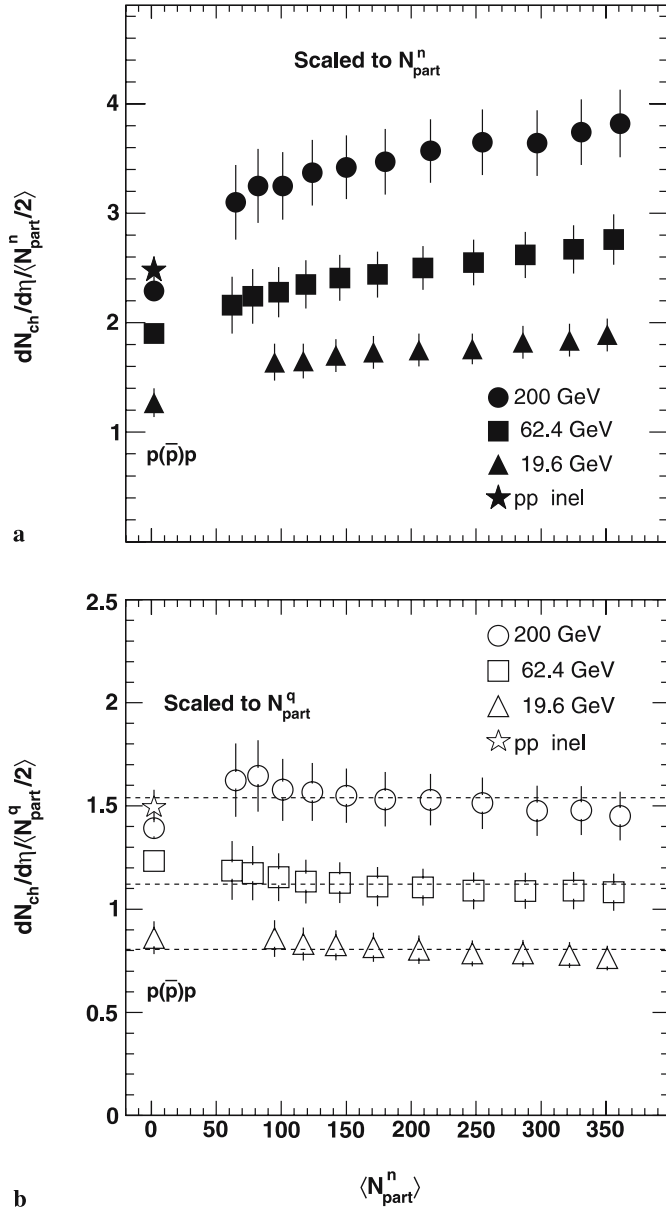 Scaled to N^n_part
4
3
2
1
dN_ch/dη/⟨N^n_part/2⟩
p(p̄)p
200 GeV
62.4 GeV
19.6 GeV
pp inel
a
2.5
2
1.5
1
0.5
0
dN_ch/dη/⟨N^q_part/2⟩
200 GeV
62.4 GeV
19.6 GeV
pp inel
Scaled to N^q_part
p(p̄)p
0 50 100 150 200 250 300 350
⟨N^n_part⟩
b